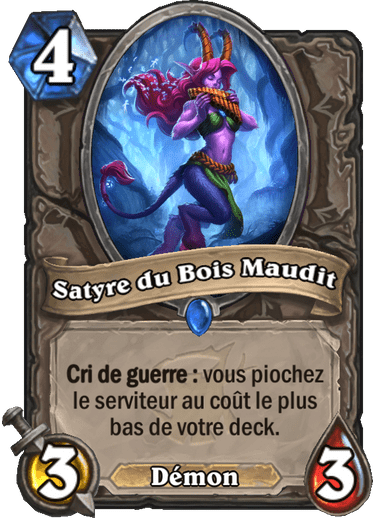 4
Satyre du Bois Maudit
Cri de guerre : vous piochez
le serviteur au coût le plus
bas de votre deck.
3
Démon
3